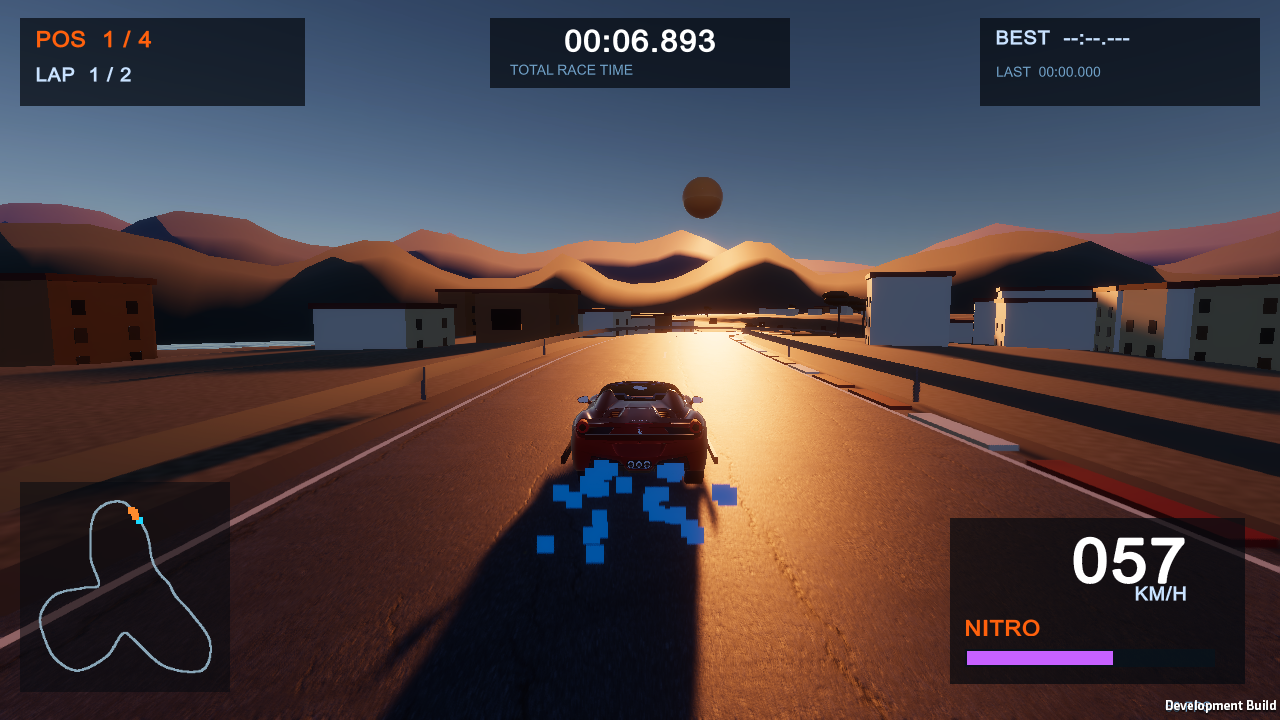 POS 1 / 4
LAP 1 / 2
00:06.893
TOTAL RACE TIME
BEST --:--.---
LAST 00:00.000
057
KM/H
NITRO
Development Build